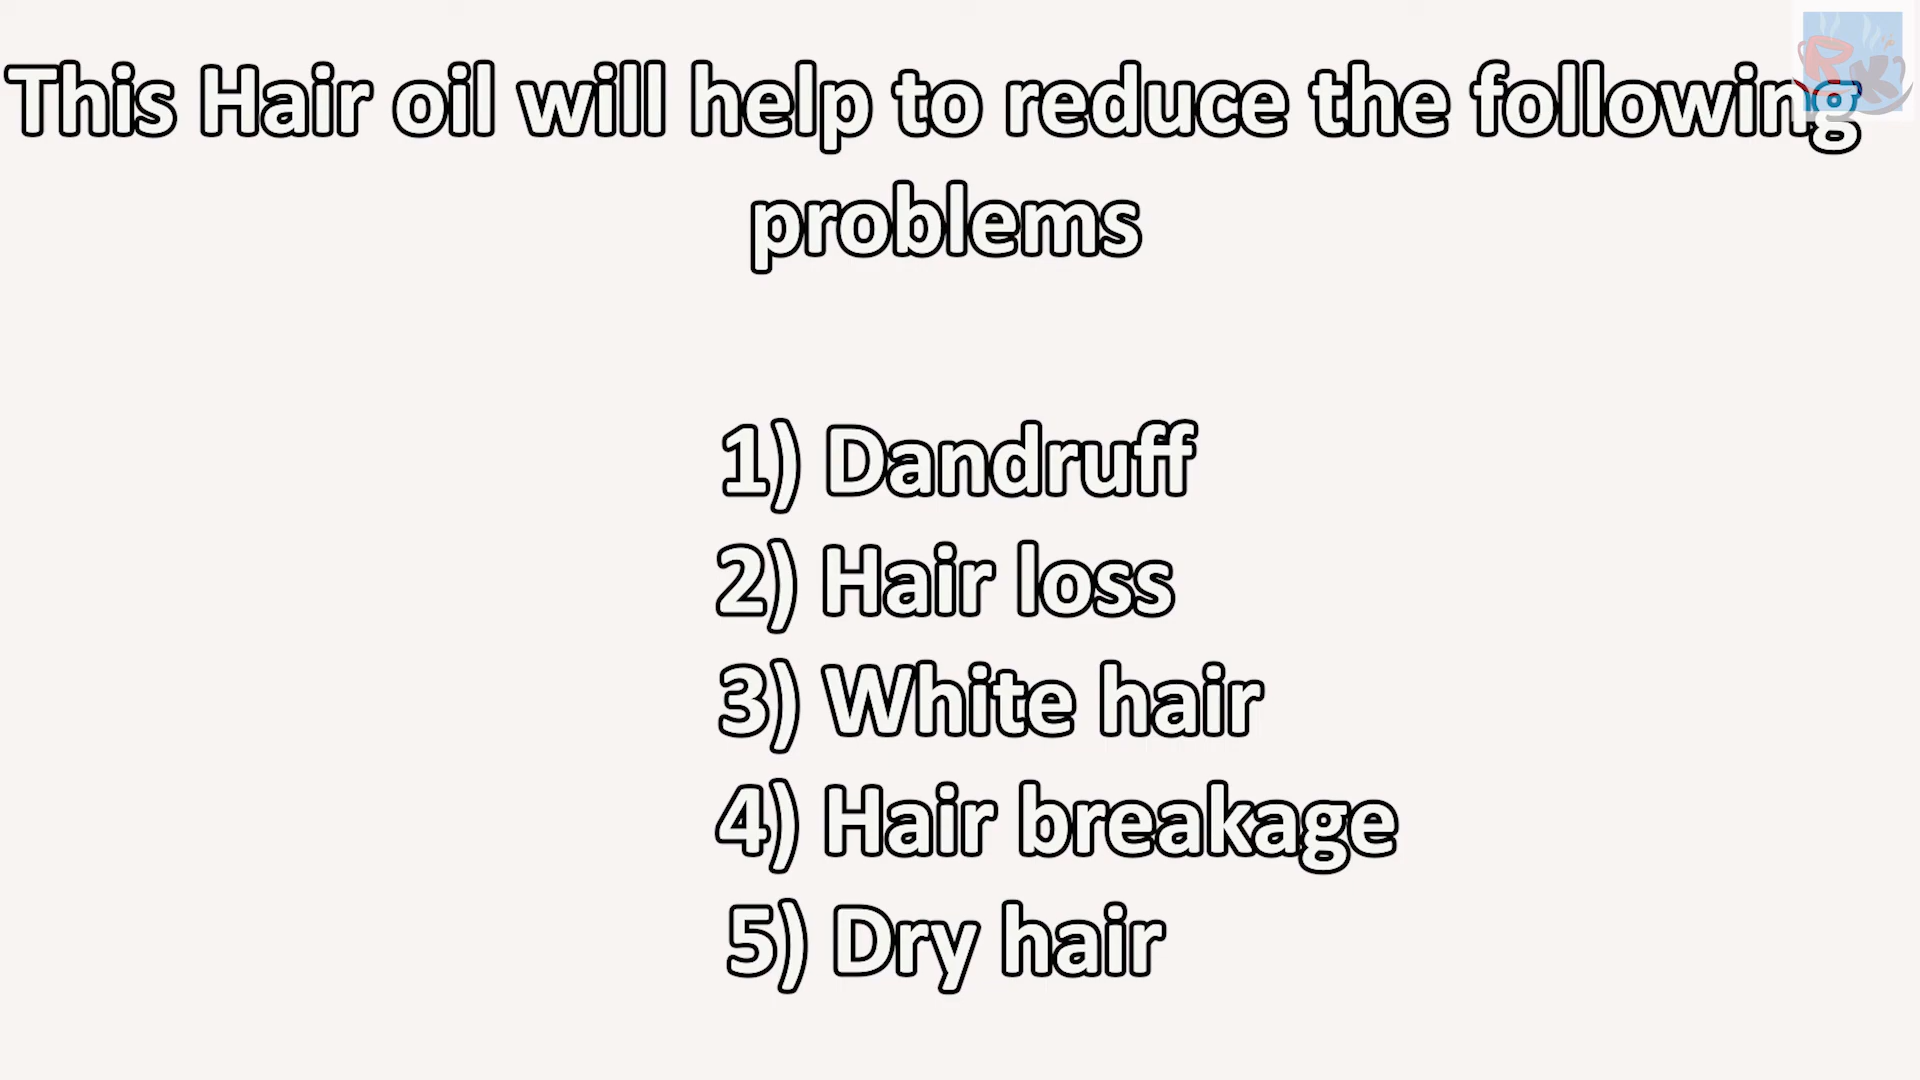 This Hair oil will help to reduce the following
problems
1) Dandruff
2) Hair loss
3) White hair
4) Hair breakage
5) Dry hair